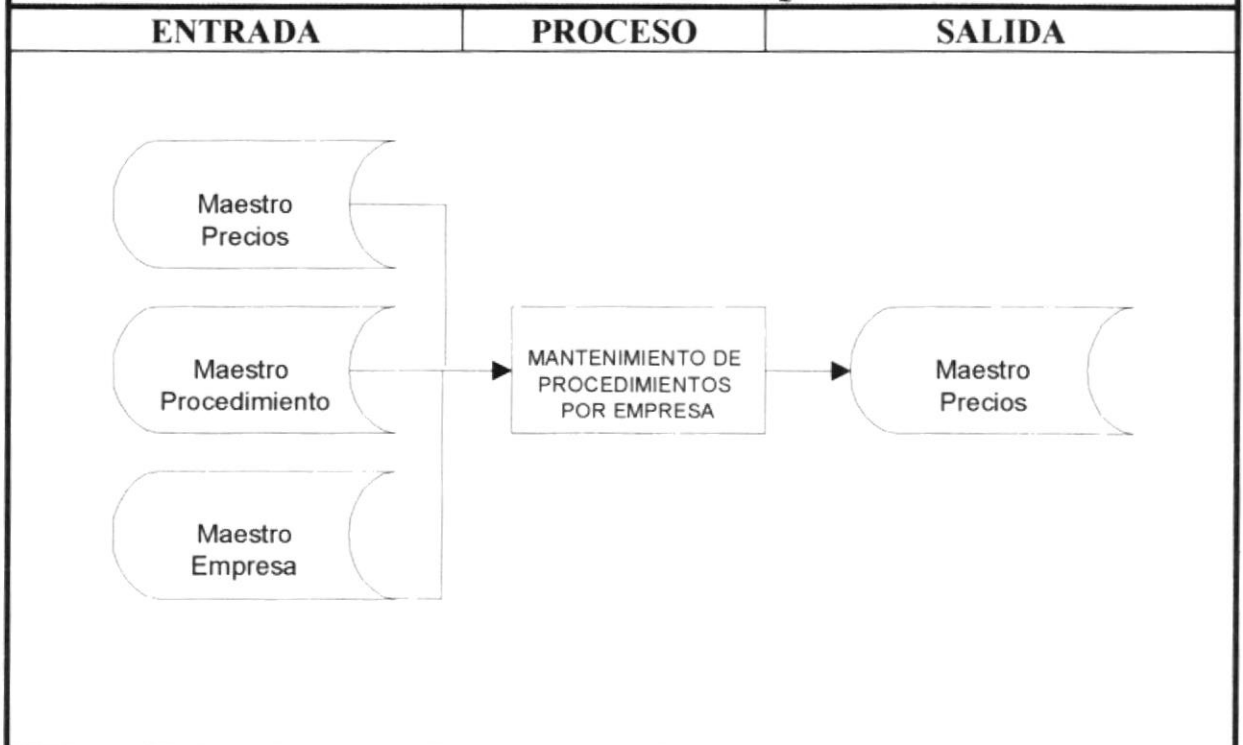 ENTRADA PROCESO SALIDA
Maestro
Precios
Maestro
Procedimiento
Maestro
Empresa
MANTENIMIENTO DE
PROCEDIMIENTOS
POR EMPRESA
Maestro
Precios